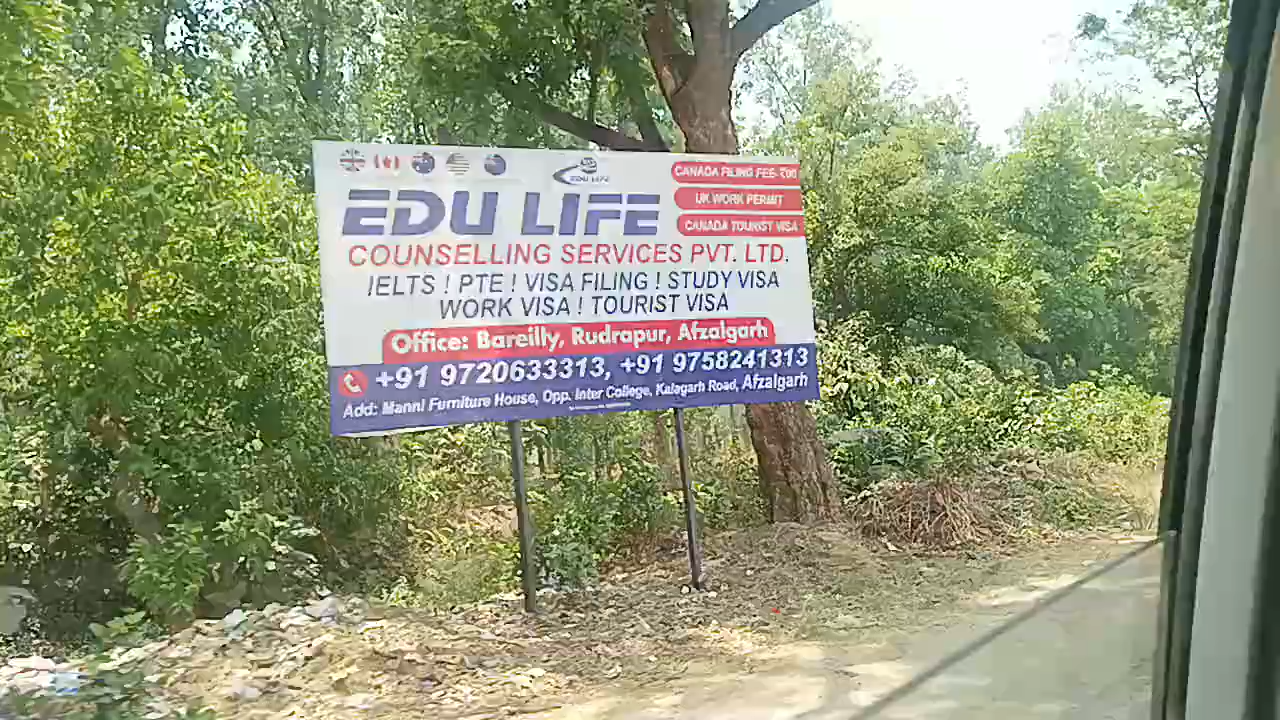 EDU LIFE
CANADA FILING FEE-₹00
UK WORK PERMIT
CANADA TOURIST VISA
EDU LIFE
COUNSELLING SERVICES PVT. LTD.
IELTS ! PTE ! VISA FILING ! STUDY VISA
WORK VISA ! TOURIST VISA
Office: Bareilly, Rudrapur, Afzalgarh
+91 9720633313, +91 9758241313
Add: Manni Furniture House, Opp. Inter College, Kalagarh Road, Afzalgarh